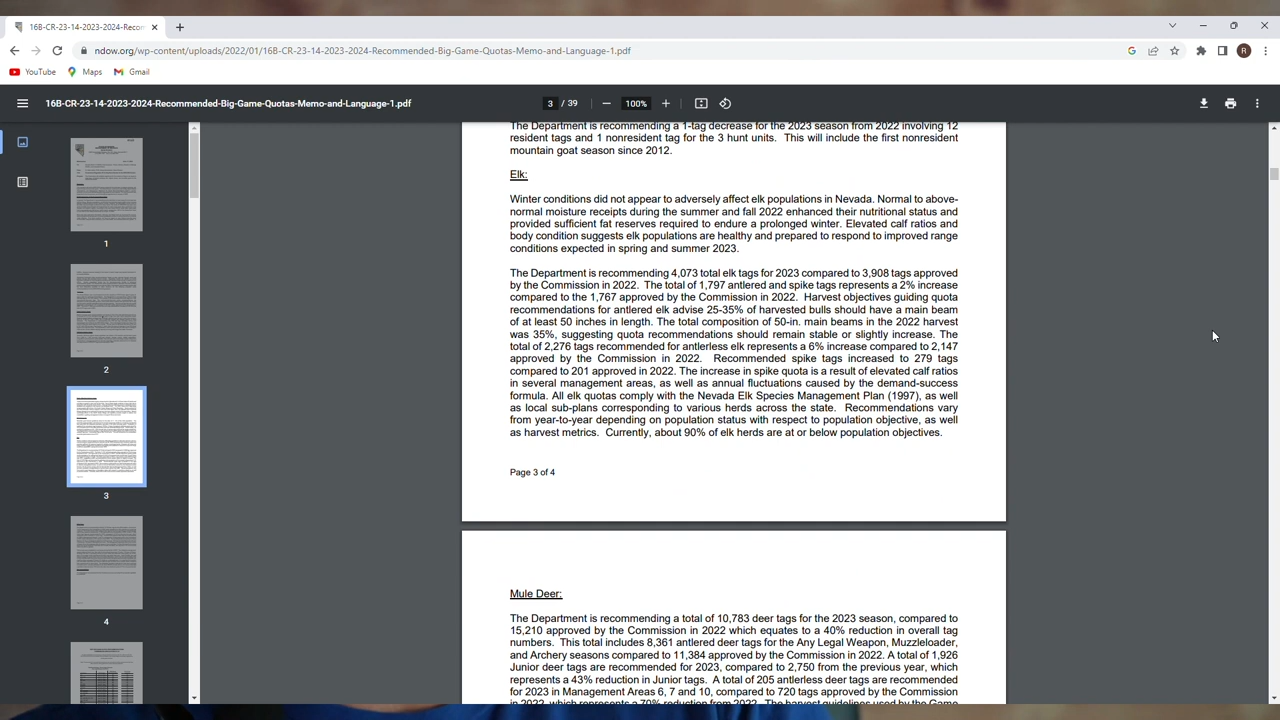 16B-CR-23-14-2023-2024-Recom
ndow.org/wp-content/uploads/2022/01/16B-CR-23-14-2023-2024-Recommended-Big-Game-Quotas-Memo-and-Language-1.pdf
R
YouTube
Maps
Gmail
16B-CR-23-14-2023-2024-Recommended-Big-Game-Quotas-Memo-and-Language-1.pdf
3 / 39
100%
1
2
3
4
The Department is recommending a 1-tag decrease for the 2023 season from 2022 involving 12
resident tags and 1 nonresident tag for the 3 hunt units. This will include the first nonresident
mountain goat season since 2012.
Elk:
Winter conditions did not appear to adversely affect elk populations in Nevada. Normal to above-
normal moisture receipts during the summer and fall 2022 enhanced their nutritional status and
provided sufficient fat reserves required to endure a prolonged winter. Elevated calf ratios and
body condition suggests elk populations are healthy and prepared to respond to improved range
conditions expected in spring and summer 2023.
The Department is recommending 4,073 total elk tags for 2023 compared to 3,908 tags approved
by the Commission in 2022. The total of 1,797 antlered and spike tags represents a 2% increase
compared to the 1,767 approved by the Commission in 2022. Harvest objectives guiding quota
recommendations for antlered elk advise 25-35% of harvested bulls should have a main beam
of at least 50 inches in length. The total composition of 50-in. main beams in the 2022 harvest
was 35%, suggesting quota recommendations should remain stable or slightly increase. The
total of 2,276 tags recommended for antlerless elk represents a 6% increase compared to 2,147
approved by the Commission in 2022. Recommended spike tags increased to 279 tags
compared to 201 approved in 2022. The increase in spike quota is a result of elevated calf ratios
in several management areas, as well as annual fluctuations caused by the demand-success
formula. All elk quotas comply with the Nevada Elk Species Management Plan (1997), as well
as local sub-plans corresponding to various herds across the state. Recommendations vary
from year-to-year depending on population status with respect to population objective, as well
as harvest metrics. Currently, about 90% of elk herds are at or below population objectives.
Page 3 of 4
Mule Deer:
The Department is recommending a total of 10,783 deer tags for the 2023 season, compared to
15,210 approved by the Commission in 2022 which equates to a 40% reduction in overall tag
numbers. This total includes 8,361 antlered deer tags for the Any Legal Weapon, Muzzleloader,
and Archery seasons compared to 11,384 approved by the Commission in 2022. A total of 1,926
Junior deer tags are recommended for 2023, compared to 2,750 from the previous year, which
represents a 43% reduction in Junior tags. A total of 205 antlerless deer tags are recommended
for 2023 in Management Areas 6, 7 and 10, compared to 720 tags approved by the Commission
in 2022, which represents a 70% reduction from 2022. The harvest guidelines used by the Game